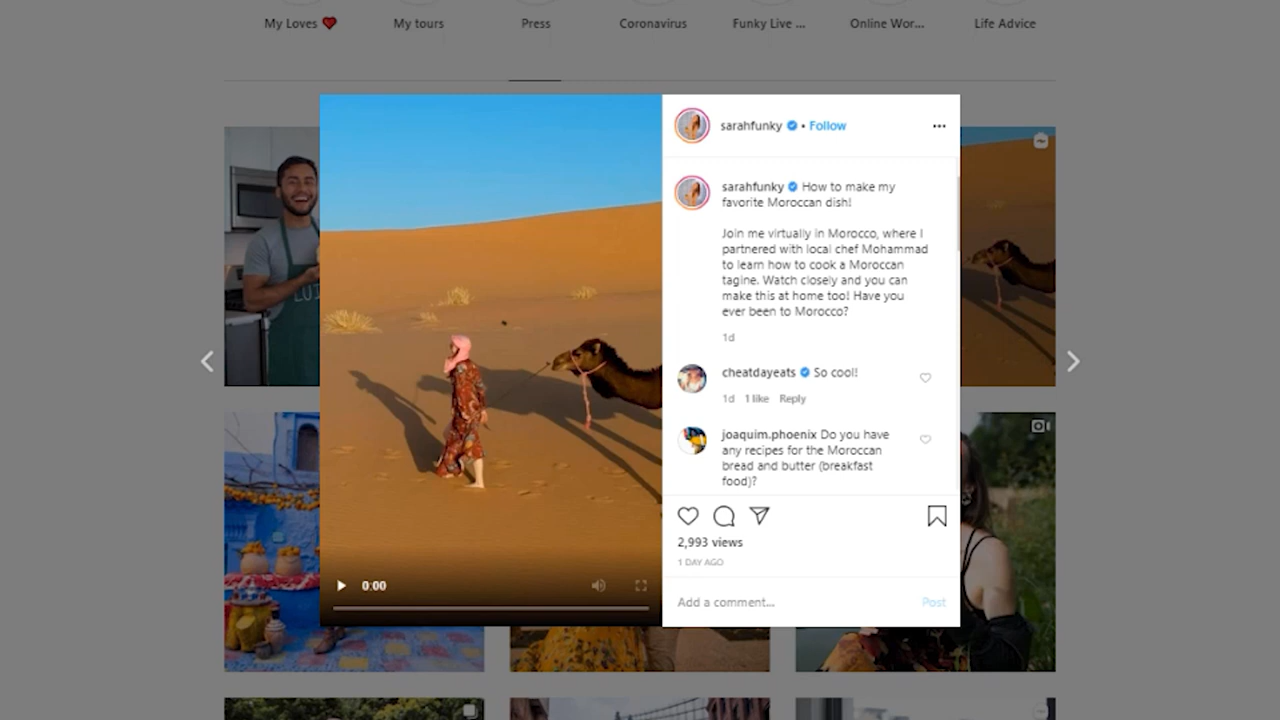 My Loves ❤️
My tours
Press
Coronavirus
Funky Live ...
Online Wor...
Life Advice
sarahfunky • Follow
sarahfunky How to make my
favorite Moroccan dish!
Join me virtually in Morocco, where I
partnered with local chef Mohammad
to learn how to cook a Moroccan
tagine. Watch closely and you can
make this at home too! Have you
ever been to Morocco?
1d
cheatdayeats So cool!
1d 1 like Reply
joaquim.phoenix Do you have
any recipes for the Moroccan
bread and butter (breakfast
food)?
2,993 views
1 DAY AGO
0:00
Add a comment...
Post